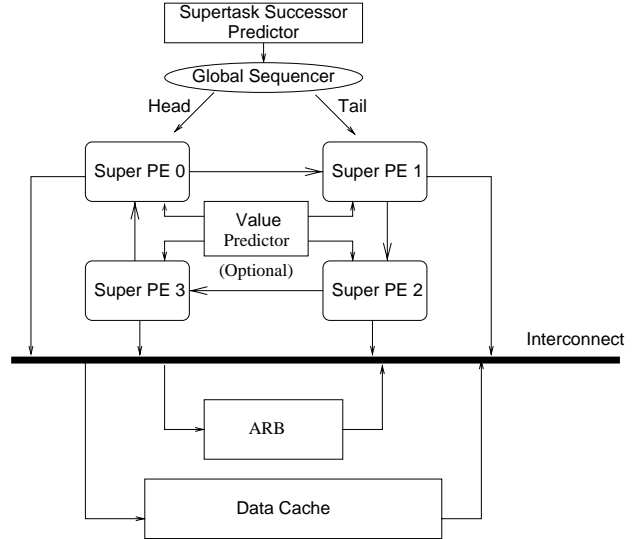 Supertask Successor
Predictor
Global Sequencer
Head
Tail
Super PE 0
Super PE 1
Value
Predictor
(Optional)
Super PE 3
Super PE 2
Interconnect
ARB
Data Cache